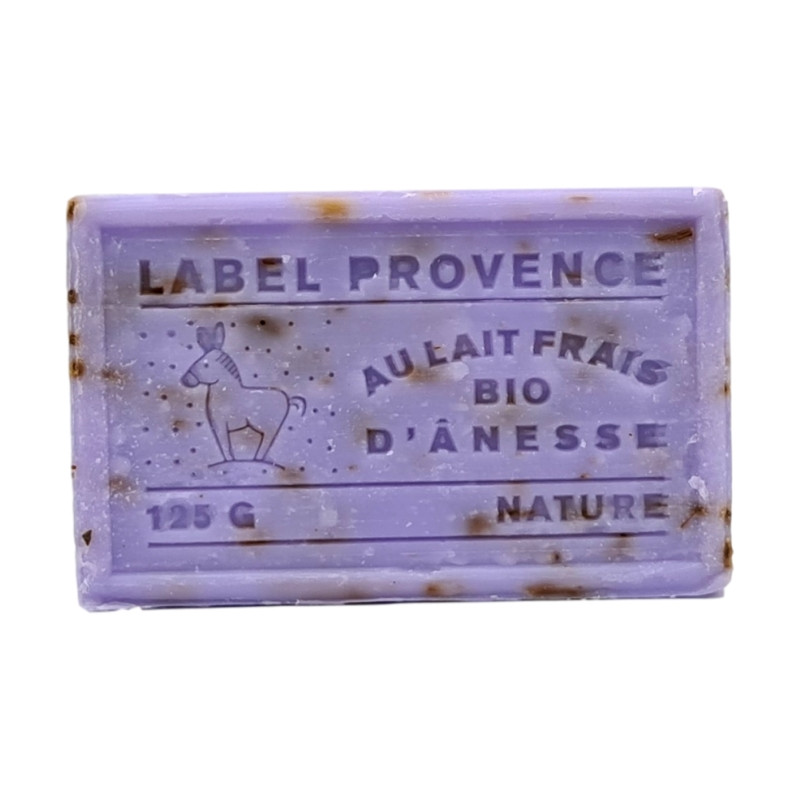 LABEL PROVENCE
AU LAIT FRAIS
BIO
D'ÂNESSE
125 G
NATURE